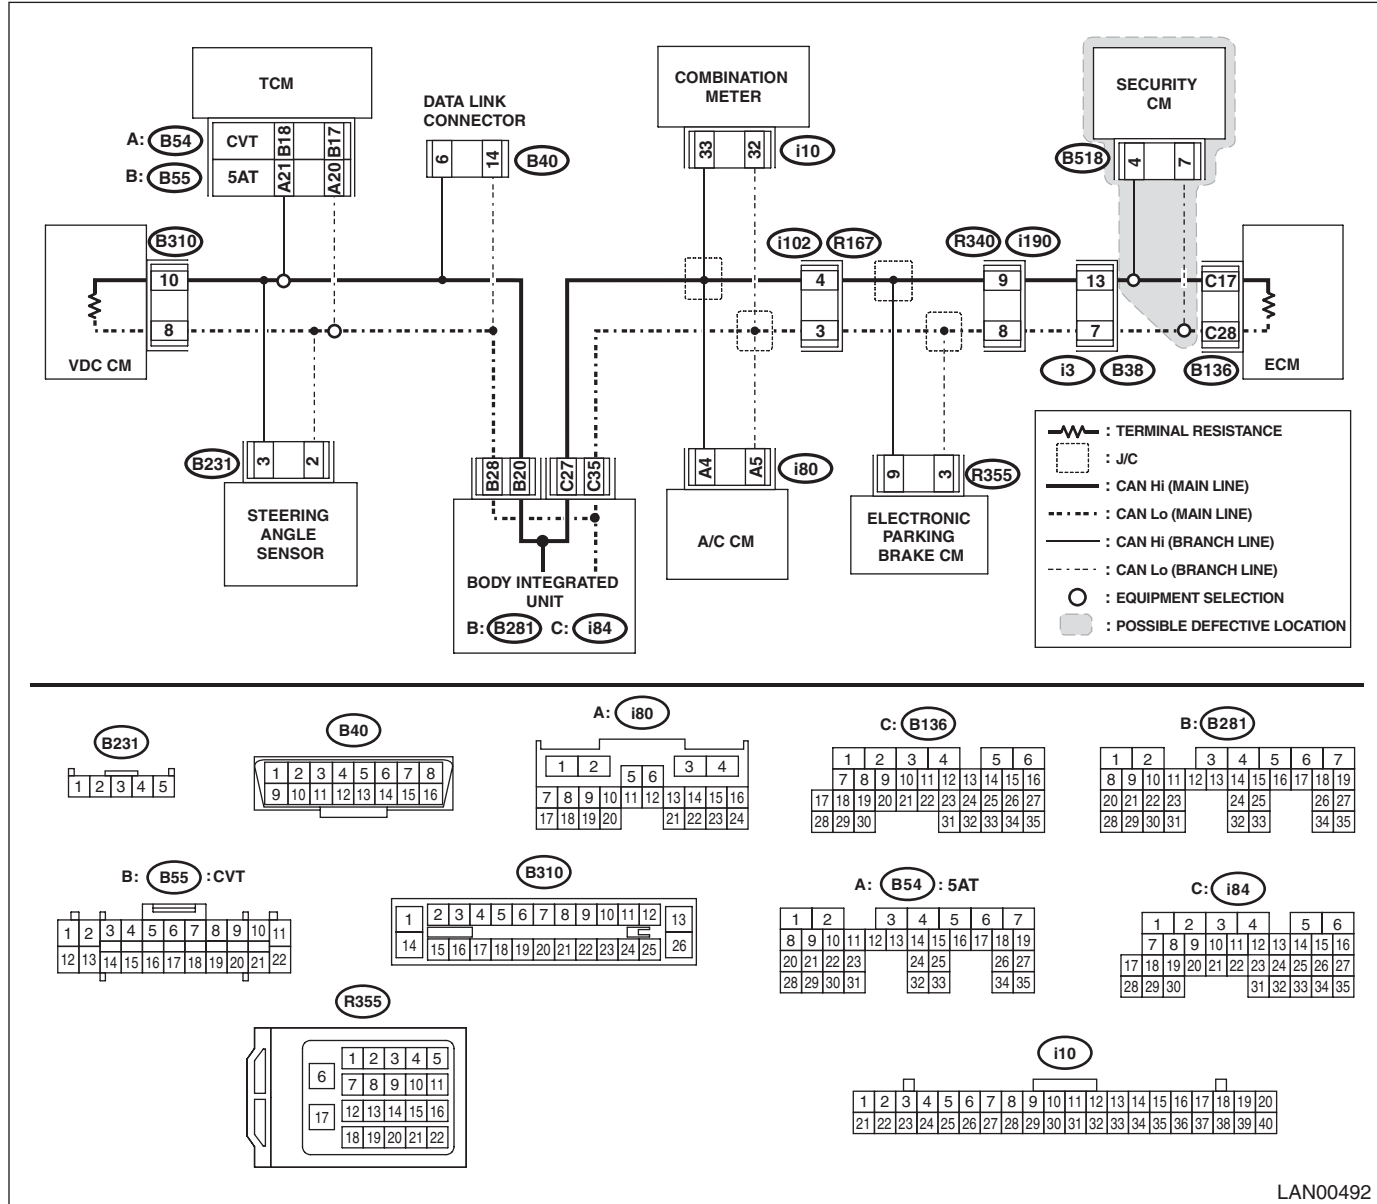 TCM
COMBINATION
METER
SECURITY
CM
DATA LINK
CONNECTOR
A: B54 CVT B18 B17
B: B55 5AT A21 A20
6 14 B40
33 32 i10
B518 4 7
B310
i102 R167
R340 i190
10 4 9 13 C17
8 3 8 7 C28
VDC CM
i3 B38 B136 ECM
B231 3 2
B28 B20 C27 C35
A4 A5 i80
9 3 R355
STEERING
ANGLE
SENSOR
BODY INTEGRATED
UNIT
B: B281 C: i84
A/C CM
ELECTRONIC
PARKING
BRAKE CM
: TERMINAL RESISTANCE
: J/C
: CAN Hi (MAIN LINE)
: CAN Lo (MAIN LINE)
: CAN Hi (BRANCH LINE)
: CAN Lo (BRANCH LINE)
: EQUIPMENT SELECTION
: POSSIBLE DEFECTIVE LOCATION
B231
1 2 3 4 5
B40
1 2 3 4 5 6 7 8
9 10 11 12 13 14 15 16
A: i80
1 2 5 6 3 4
7 8 9 10 11 12 13 14 15 16
17 18 19 20 21 22 23 24
C: B136
1 2 3 4 5 6
7 8 9 10 11 12 13 14 15 16
17 18 19 20 21 22 23 24 25 26 27
28 29 30 31 32 33 34 35
B: B281
1 2 3 4 5 6 7
8 9 10 11 12 13 14 15 16 17 18 19
20 21 22 23 24 25 26 27
28 29 30 31 32 33 34 35
B: B55 : CVT
1 2 3 4 5 6 7 8 9 10 11
12 13 14 15 16 17 18 19 20 21 22
B310
1 2 3 4 5 6 7 8 9 10 11 12 13
14 15 16 17 18 19 20 21 22 23 24 25 26
A: B54 : 5AT
1 2 3 4 5 6 7
8 9 10 11 12 13 14 15 16 17 18 19
20 21 22 23 24 25 26 27
28 29 30 31 32 33 34 35
C: i84
1 2 3 4 5 6
7 8 9 10 11 12 13 14 15 16
17 18 19 20 21 22 23 24 25 26 27
28 29 30 31 32 33 34 35
R355
1 2 3 4 5
6
7 8 9 10 11
12 13 14 15 16
17
18 19 20 21 22
i10
1 2 3 4 5 6 7 8 9 10 11 12 13 14 15 16 17 18 19 20
21 22 23 24 25 26 27 28 29 30 31 32 33 34 35 36 37 38 39 40
LAN00492